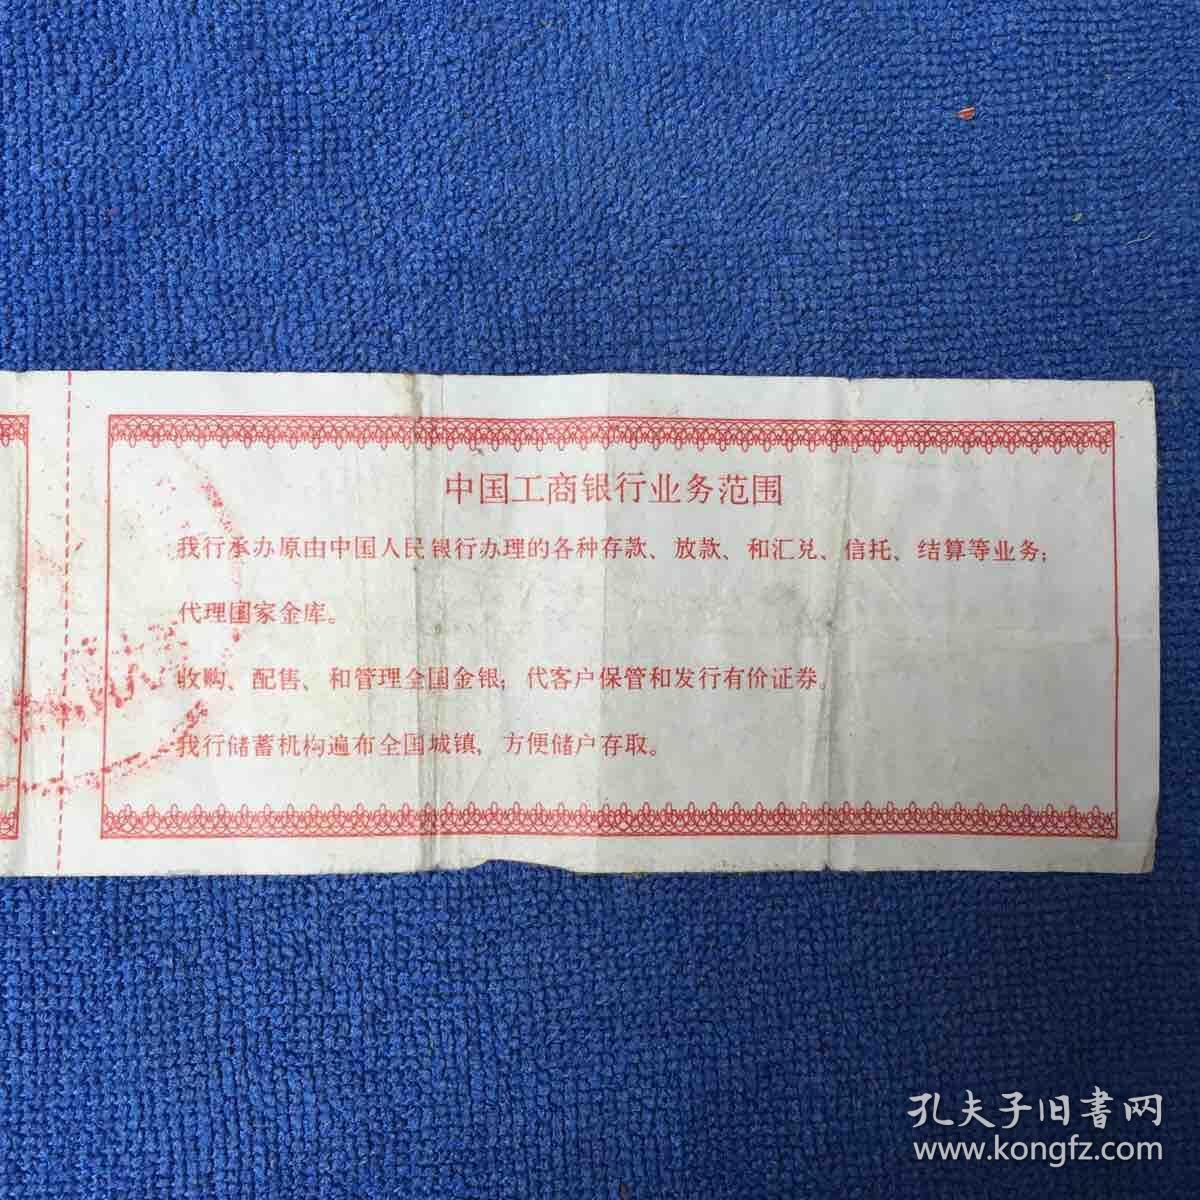 中国工商银行业务范围
我行承办原由中国人民银行办理的各种存款、放款、和汇兑、信托、结算等业务;
代理国家金库。
收购、配售、和管理全国金银; 代客户保管和发行有价证券。
我行储蓄机构遍布全国城镇, 方便储户存取。
孔夫子旧書网
www.kongfz.com